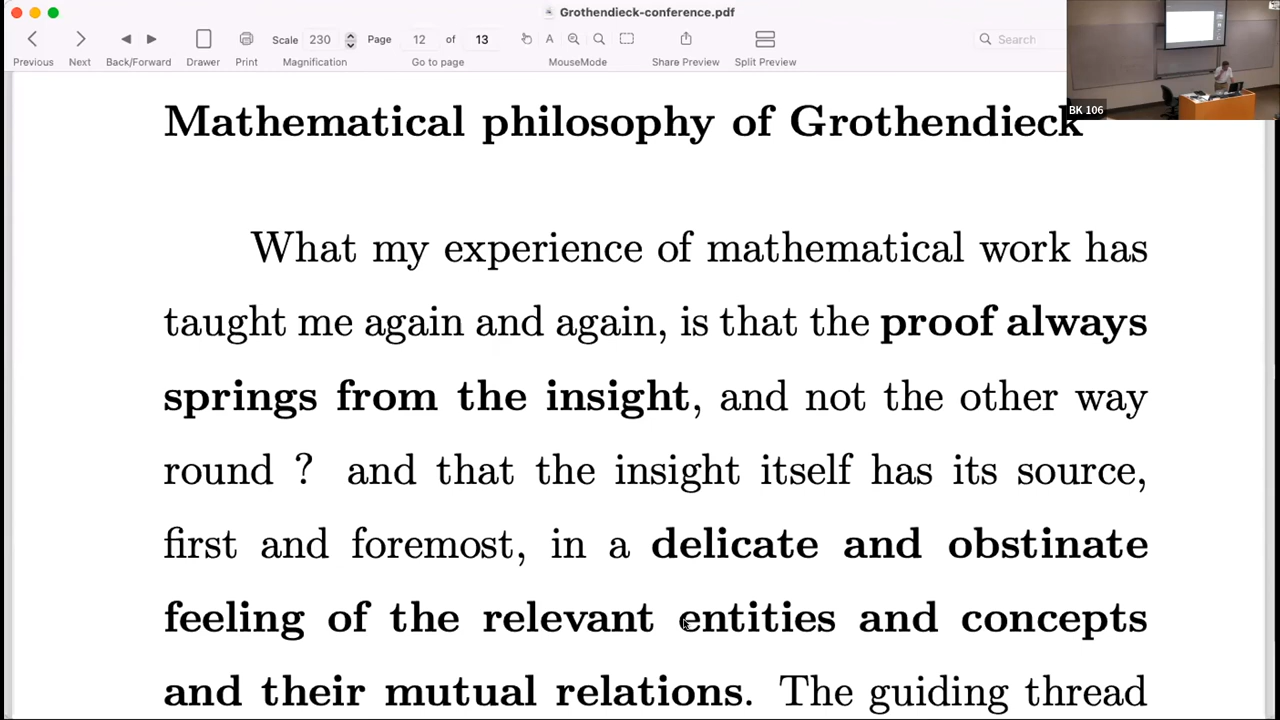 Grothendieck-conference.pdf
Scale 230 Page 12 of 13 Search
Previous Next Back/Forward Drawer Print Magnification Go to page MouseMode Share Preview Split Preview
BK 106
Mathematical philosophy of Grothendieck
What my experience of mathematical work has
taught me again and again, is that the proof always
springs from the insight, and not the other way
round ? and that the insight itself has its source,
first and foremost, in a delicate and obstinate
feeling of the relevant entities and concepts
and their mutual relations. The guiding thread